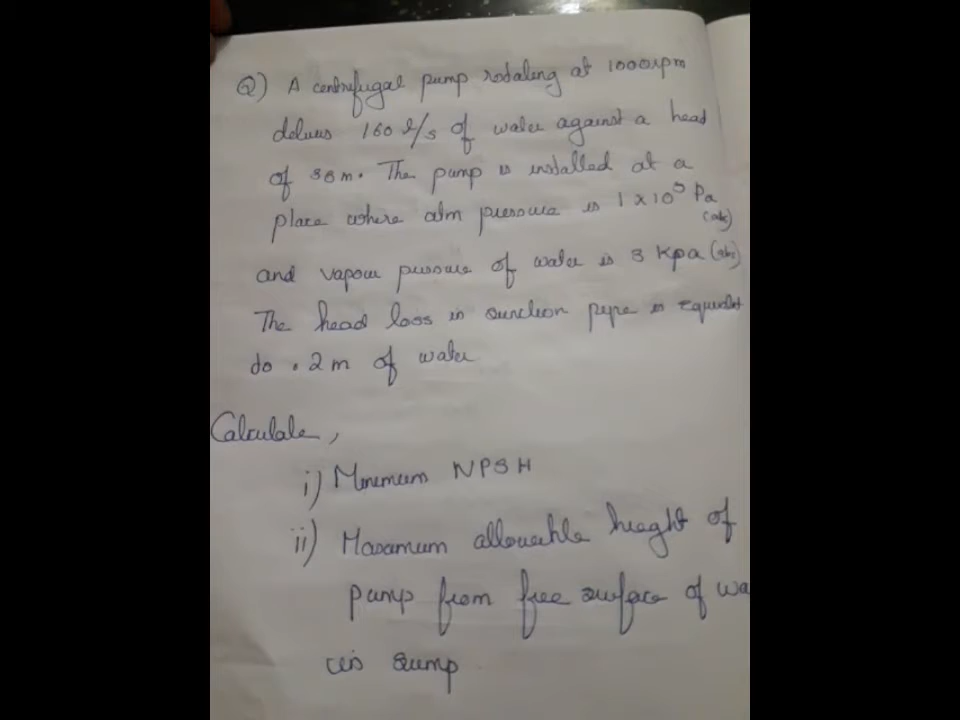 Q) A centrifugal pump rotating at 1000 rpm
delivers 160 l/s of water against a head
of 38m. The pump is installed at a
place where atm pressure is 1 x 10⁵ Pa
(abs)
and vapour pressure of water is 3 kpa (abs)
The head loss in suction pipe is equivalent
to .2m of water
Calculate,
i) Minimum NPSH
ii) Maximum allowable height of
pump from free surface of wa
sump